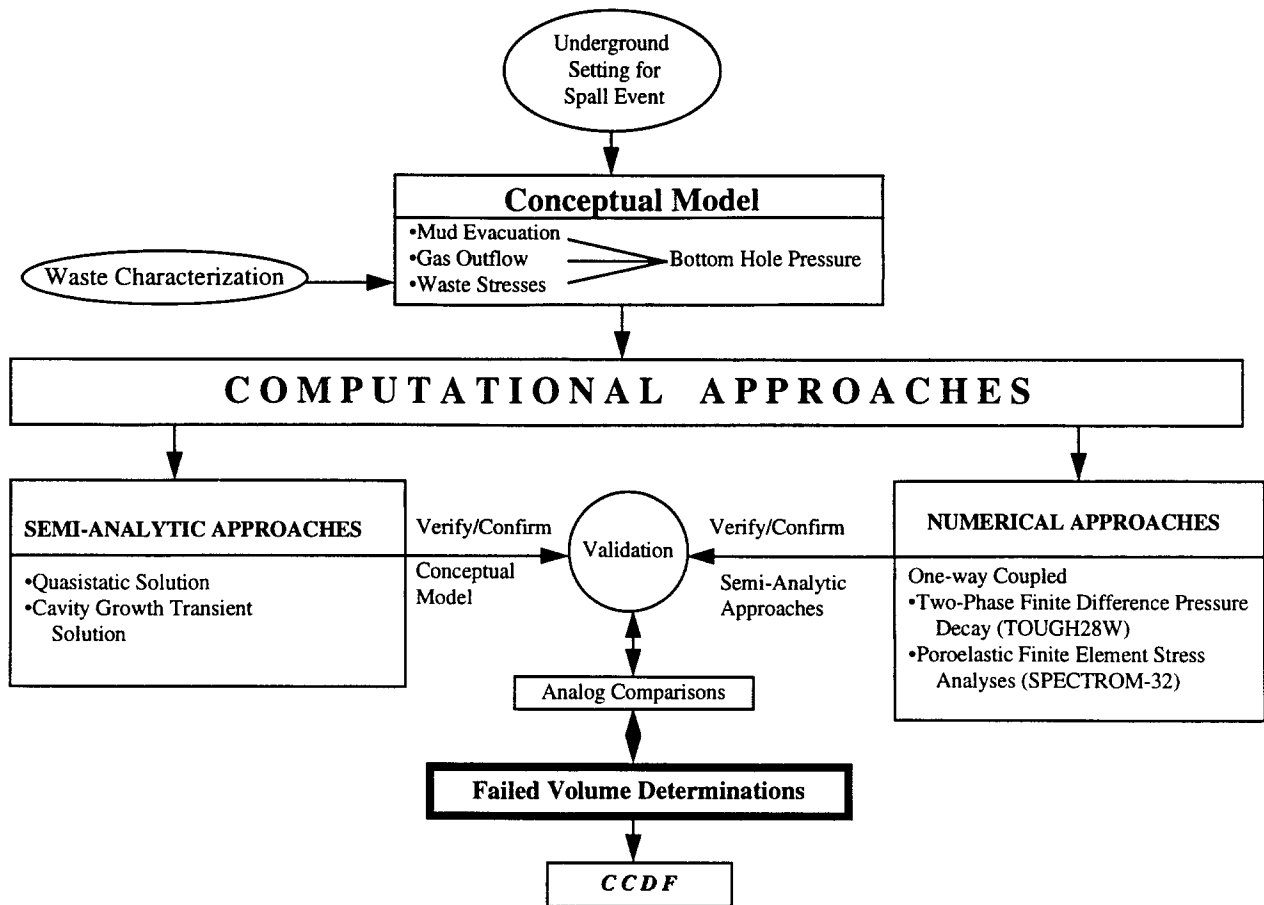 Underground
Setting for
Spall Event
Conceptual Model
•Mud Evacuation
•Gas Outflow
•Waste Stresses
Bottom Hole Pressure
Waste Characterization
COMPUTATIONAL APPROACHES
SEMI-ANALYTIC APPROACHES
•Quasistatic Solution
•Cavity Growth Transient
Solution
Verify/Confirm
Conceptual
Model
Validation
Verify/Confirm
Semi-Analytic
Approaches
NUMERICAL APPROACHES
One-way Coupled
•Two-Phase Finite Difference Pressure
Decay (TOUGH28W)
•Poroelastic Finite Element Stress
Analyses (SPECTROM-32)
Analog Comparisons
Failed Volume Determinations
CCDF